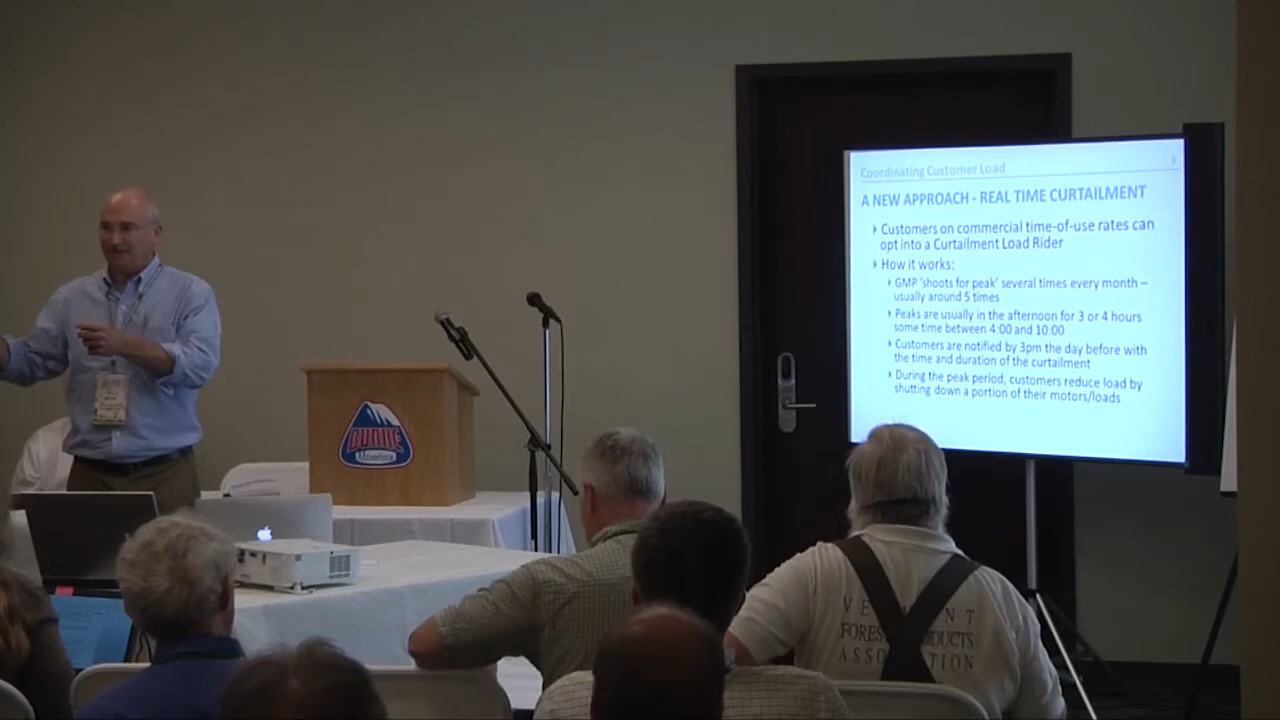 Coordinating Customer Load
A NEW APPROACH - REAL TIME CURTAILMENT
Customers on commercial time-of-use rates can
opt into a Curtailment Load Rider
How it works:
GMP 'shoots for peak' several times every month –
usually around 5 times
Peaks are usually in the afternoon for 3 or 4 hours
some time between 4:00 and 10:00
Customers are notified by 3pm the day before with
the time and duration of the curtailment
During the peak period, customers reduce load by
shutting down a portion of their motors/loads
BURKE
Mountain